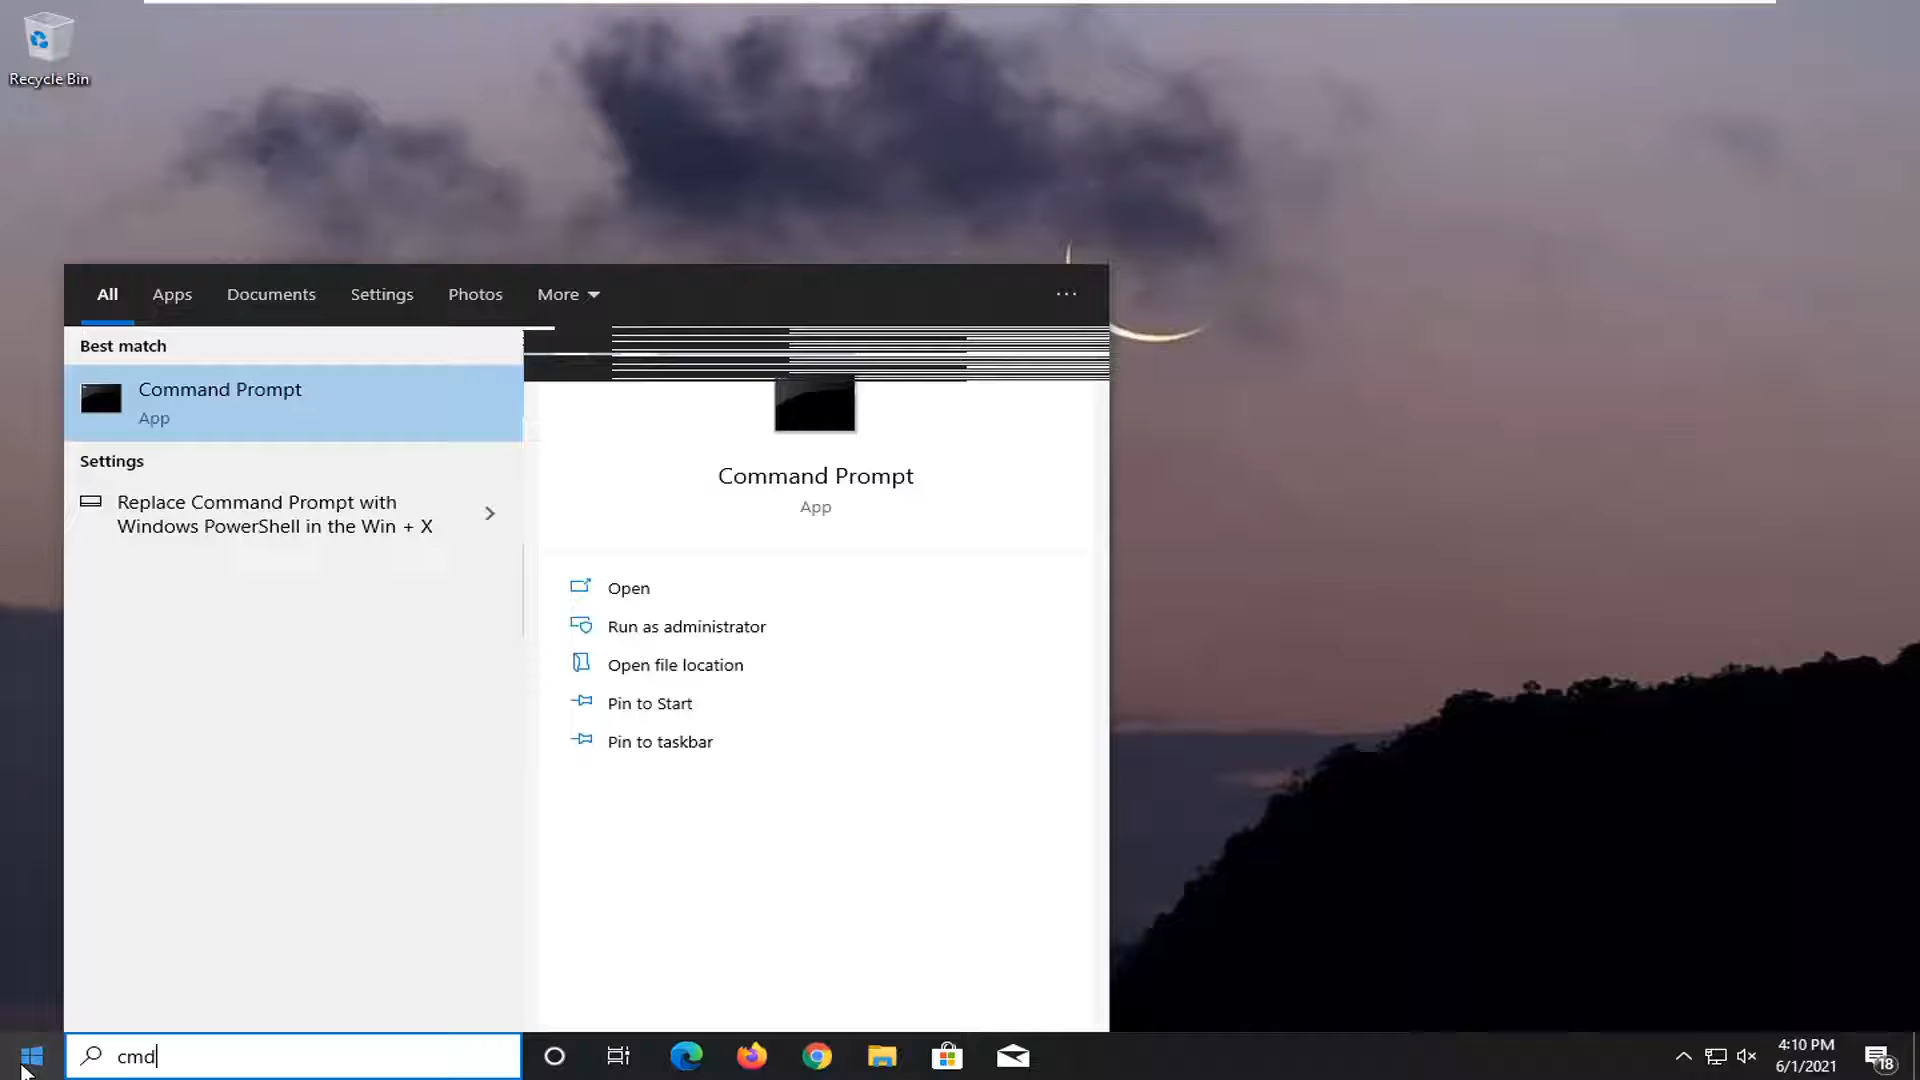 Recycle Bin
All Apps Documents Settings Photos More ...
Best match
Command Prompt
App
Settings
Replace Command Prompt with
Windows PowerShell in the Win + X
Command Prompt
App
Open
Run as administrator
Open file location
Pin to Start
Pin to taskbar
cmd
4:10 PM
6/1/2021
18